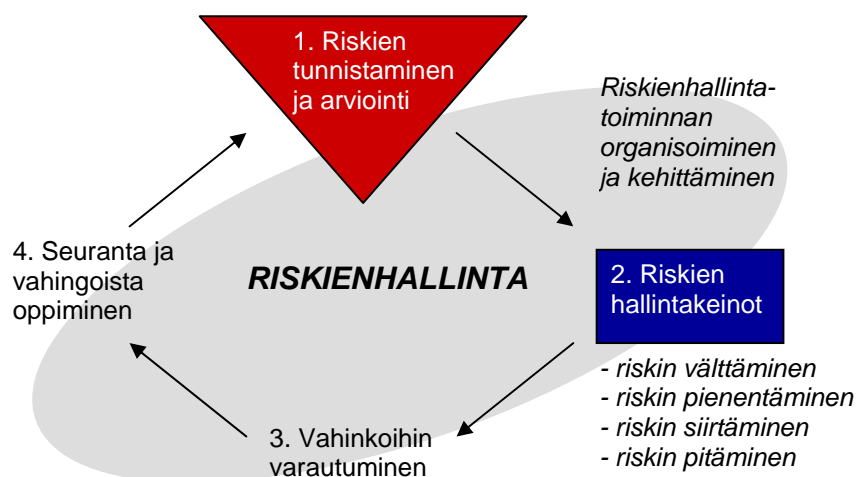 1. Riskien
tunnistaminen
ja arviointi
Riskienhallinta-
toiminnan
organisoiminen
ja kehittäminen
4. Seuranta ja
vahingoista
oppiminen
RISKIENHALLINTA
2. Riskien
hallintakeinot
- riskin välttäminen
- riskin pienentäminen
- riskin siirtäminen
- riskin pitäminen
3. Vahinkoihin
varautuminen